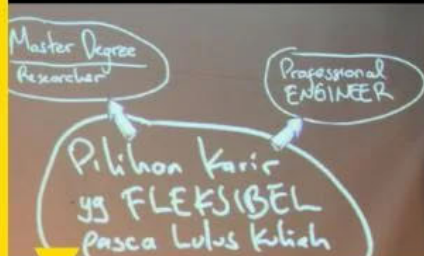 Master Degree
Researcher
Professional
ENGINEER
Pilihan Karir
yg FLEKSIBEL
pasca Lulus Kuliah